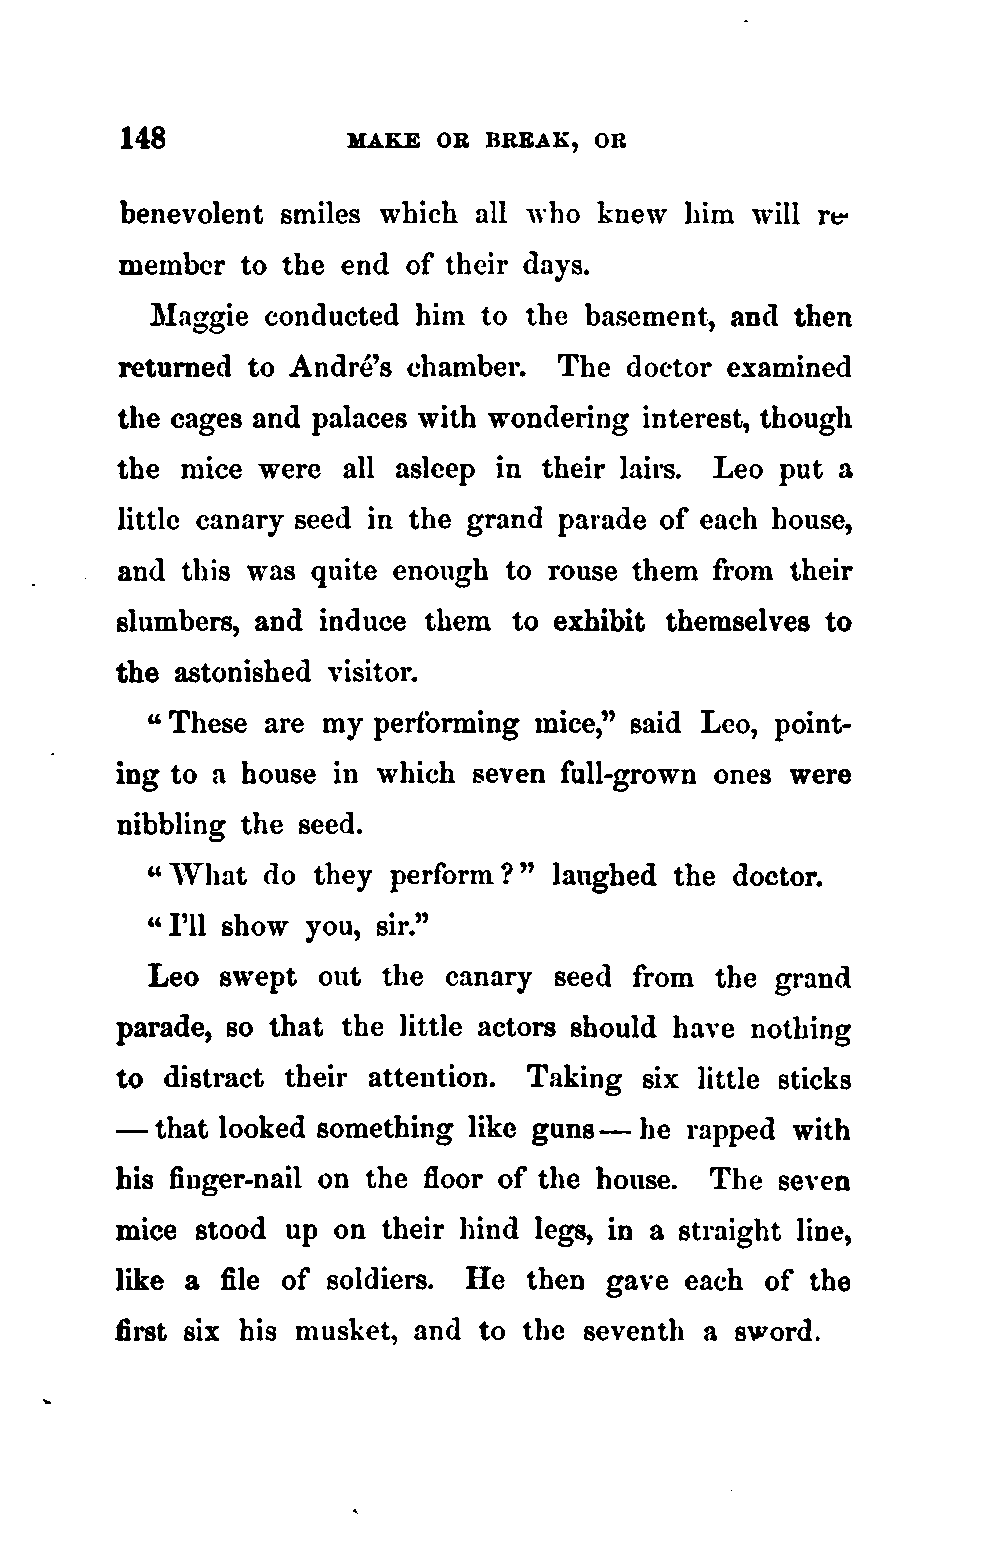 148 MAKE OR BREAK, OR
benevolent smiles which all who knew him will re-
member to the end of their days.
Maggie conducted him to the basement, and then
returned to André's chamber. The doctor examined
the cages and palaces with wondering interest, though
the mice were all asleep in their lairs. Leo put a
little canary seed in the grand parade of each house,
and this was quite enough to rouse them from their
slumbers, and induce them to exhibit themselves to
the astonished visitor.
"These are my performing mice," said Leo, point-
ing to a house in which seven full-grown ones were
nibbling the seed.
"What do they perform?" laughed the doctor.
"I'll show you, sir."
Leo swept out the canary seed from the grand
parade, so that the little actors should have nothing
to distract their attention. Taking six little sticks
— that looked something like guns — he rapped with
his finger-nail on the floor of the house. The seven
mice stood up on their hind legs, in a straight line,
like a file of soldiers. He then gave each of the
first six his musket, and to the seventh a sword.